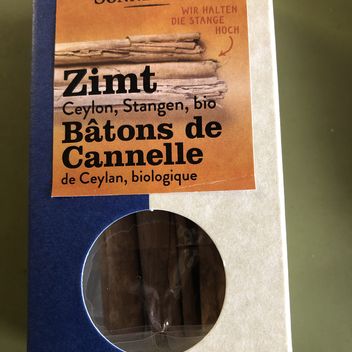 WIR HALTEN
DIE STANGE
HOCH
Zimt
Ceylon, Stangen, bio
Bâtons de
Cannelle
de Ceylan, biologique